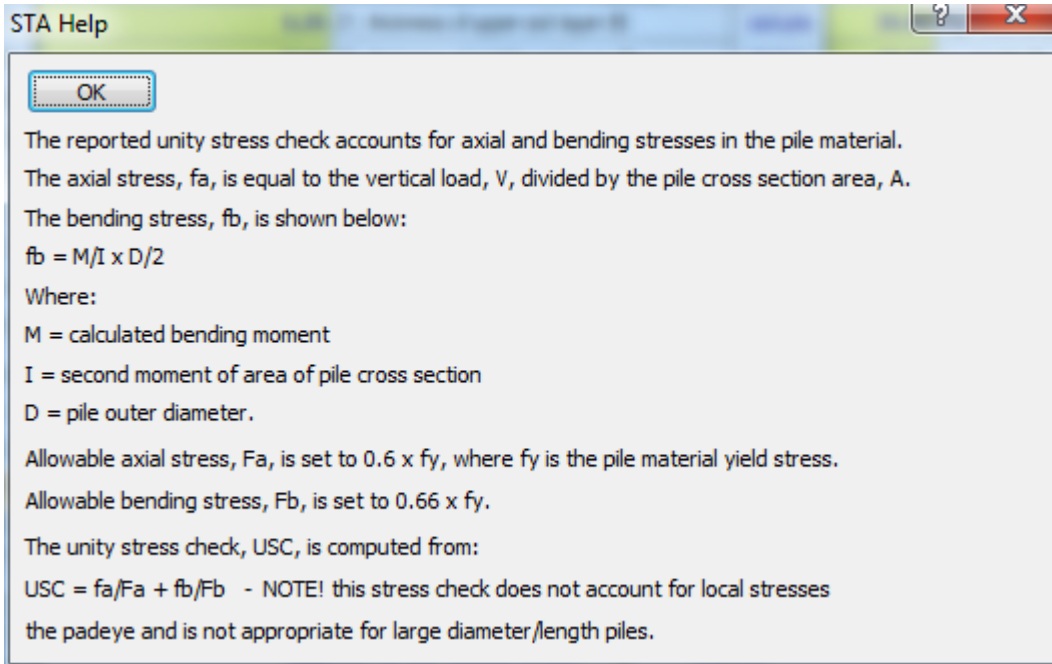 STA Help
?
X
OK
The reported unity stress check accounts for axial and bending stresses in the pile material.
The axial stress, fa, is equal to the vertical load, V, divided by the pile cross section area, A.
The bending stress, fb, is shown below:
fb = M/I x D/2
Where:
M = calculated bending moment
I = second moment of area of pile cross section
D = pile outer diameter.
Allowable axial stress, Fa, is set to 0.6 x fy, where fy is the pile material yield stress.
Allowable bending stress, Fb, is set to 0.66 x fy.
The unity stress check, USC, is computed from:
USC = fa/Fa + fb/Fb - NOTE! this stress check does not account for local stresses
the padeye and is not appropriate for large diameter/length piles.